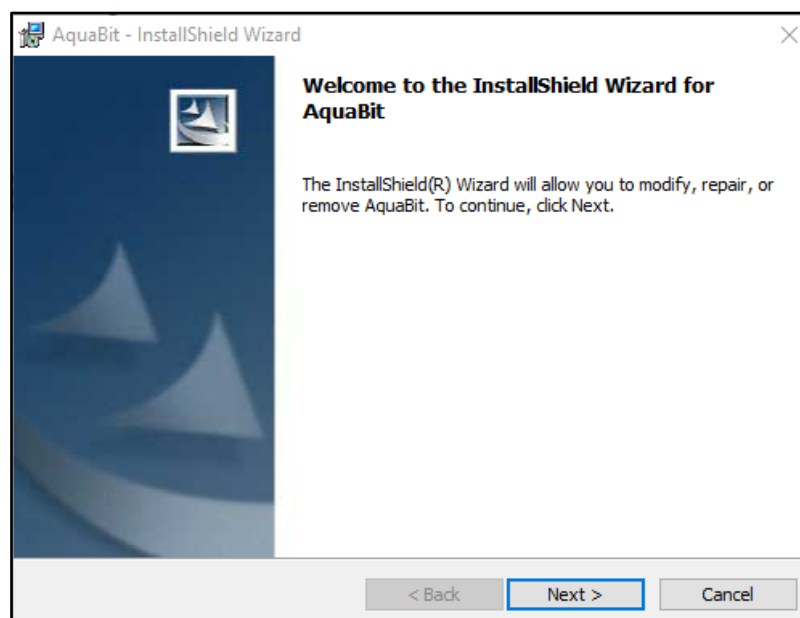 AquaBit - InstallShield Wizard
Welcome to the InstallShield Wizard for
AquaBit
The InstallShield(R) Wizard will allow you to modify, repair, or
remove AquaBit. To continue, click Next.
< Back
Next >
Cancel